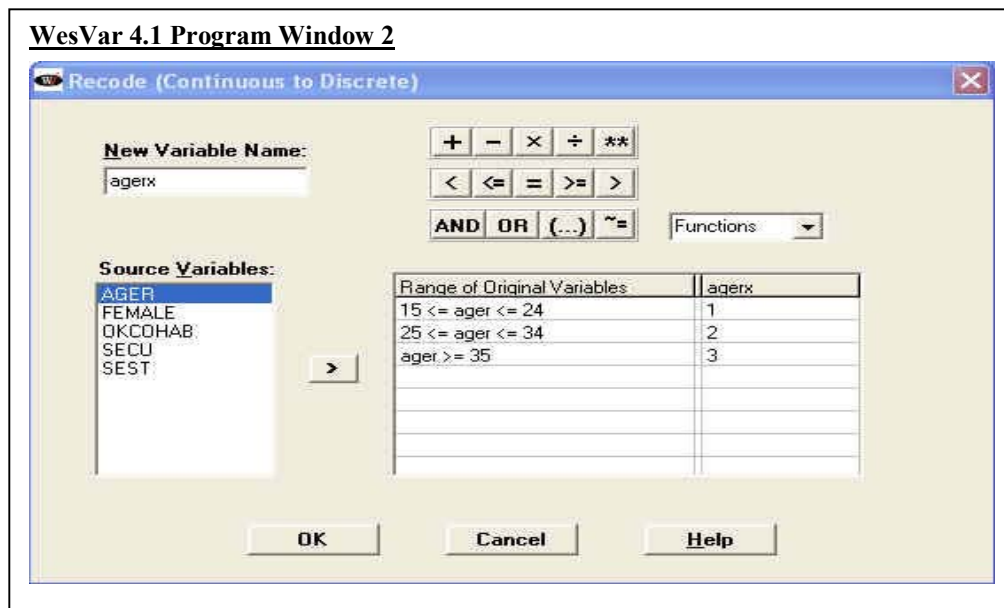 WesVar 4.1 Program Window 2
Recode (Continuous to Discrete)
New Variable Name:
agerx
+ - × ÷ **
< <= = >= >
AND OR (...) ~=
Functions
Source Variables:
AGER
FEMALE
OKCOHAB
SECU
SEST
>
Range of Original Variables agerx
15 <= ager <= 24 1
25 <= ager <= 34 2
ager >= 35 3
OK Cancel Help